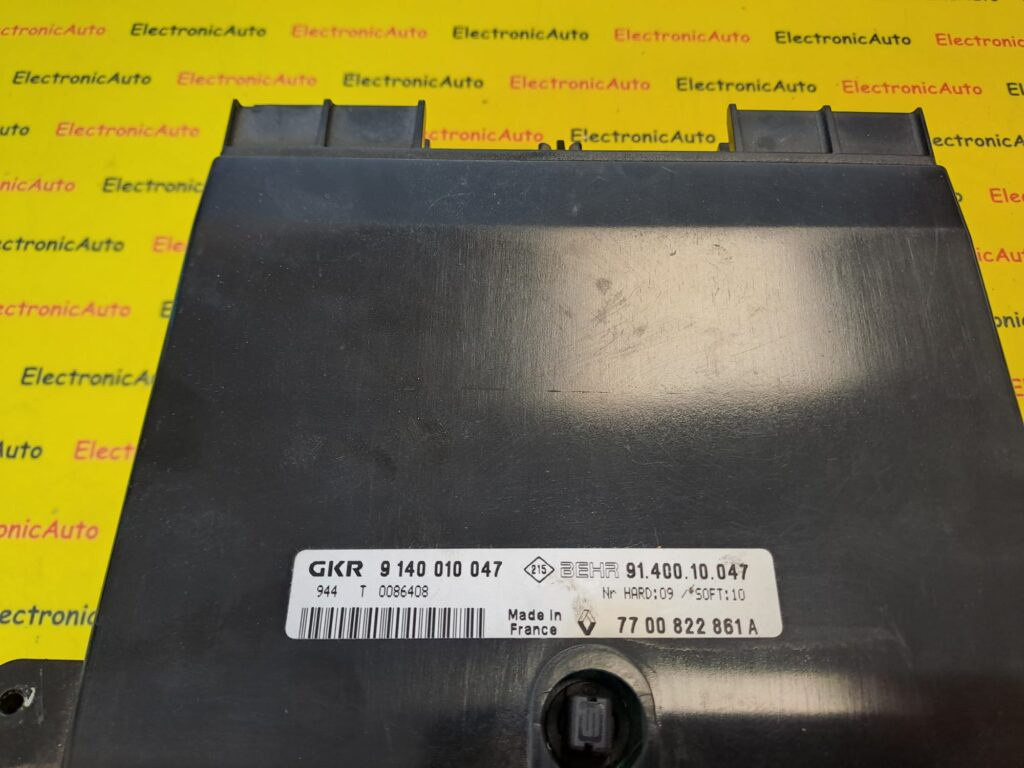 ElectronicAuto ElectronicAuto ElectronicAuto ElectronicAuto ElectronicAuto ElectronicAuto
ElectronicAuto ElectronicAuto ElectronicAuto ElectronicAuto ElectronicAuto ElectronicAuto
ElectronicAuto ElectronicAuto
ElectronicAuto
ElectronicAuto
ElectronicAuto
ElectronicAuto
GKR 9 140 010 047 215 BEHR 91.400.10.047
944 T 0086408 Nr HARD:09 /*SOFT:10
Made in
France 77 00 822 861 A